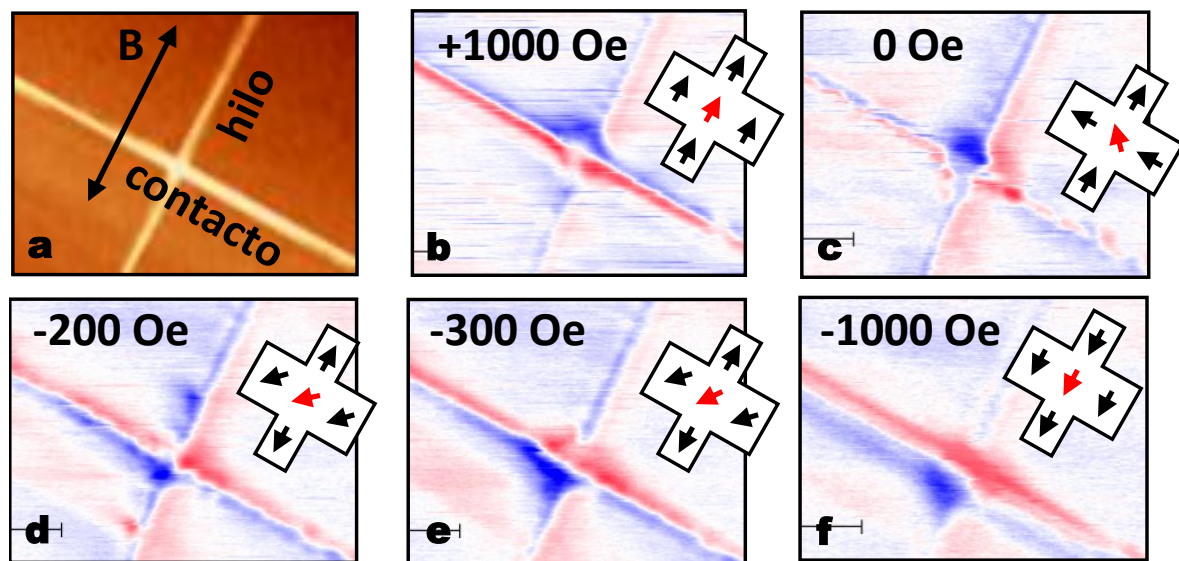 B
hilo
contacto
a
+1000 Oe
b
0 Oe
c
-200 Oe
d
-300 Oe
e
-1000 Oe
f